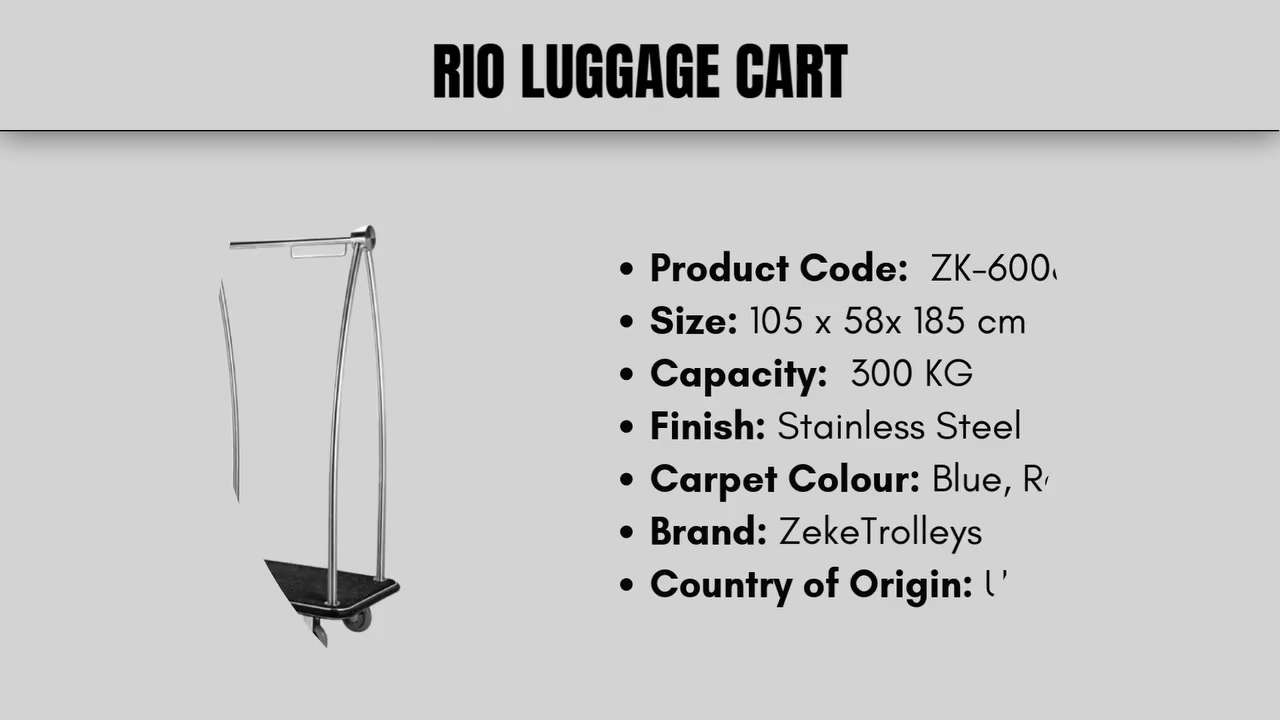 RIO LUGGAGE CART
• Product Code: 
• Size: 105 x 58x 185 cm
• Capacity: 300 KG
• Finish: Stainless Steel
• Carpet Colour: Blue,
• Brand: ZekeTrolleys
• Country of Origin: